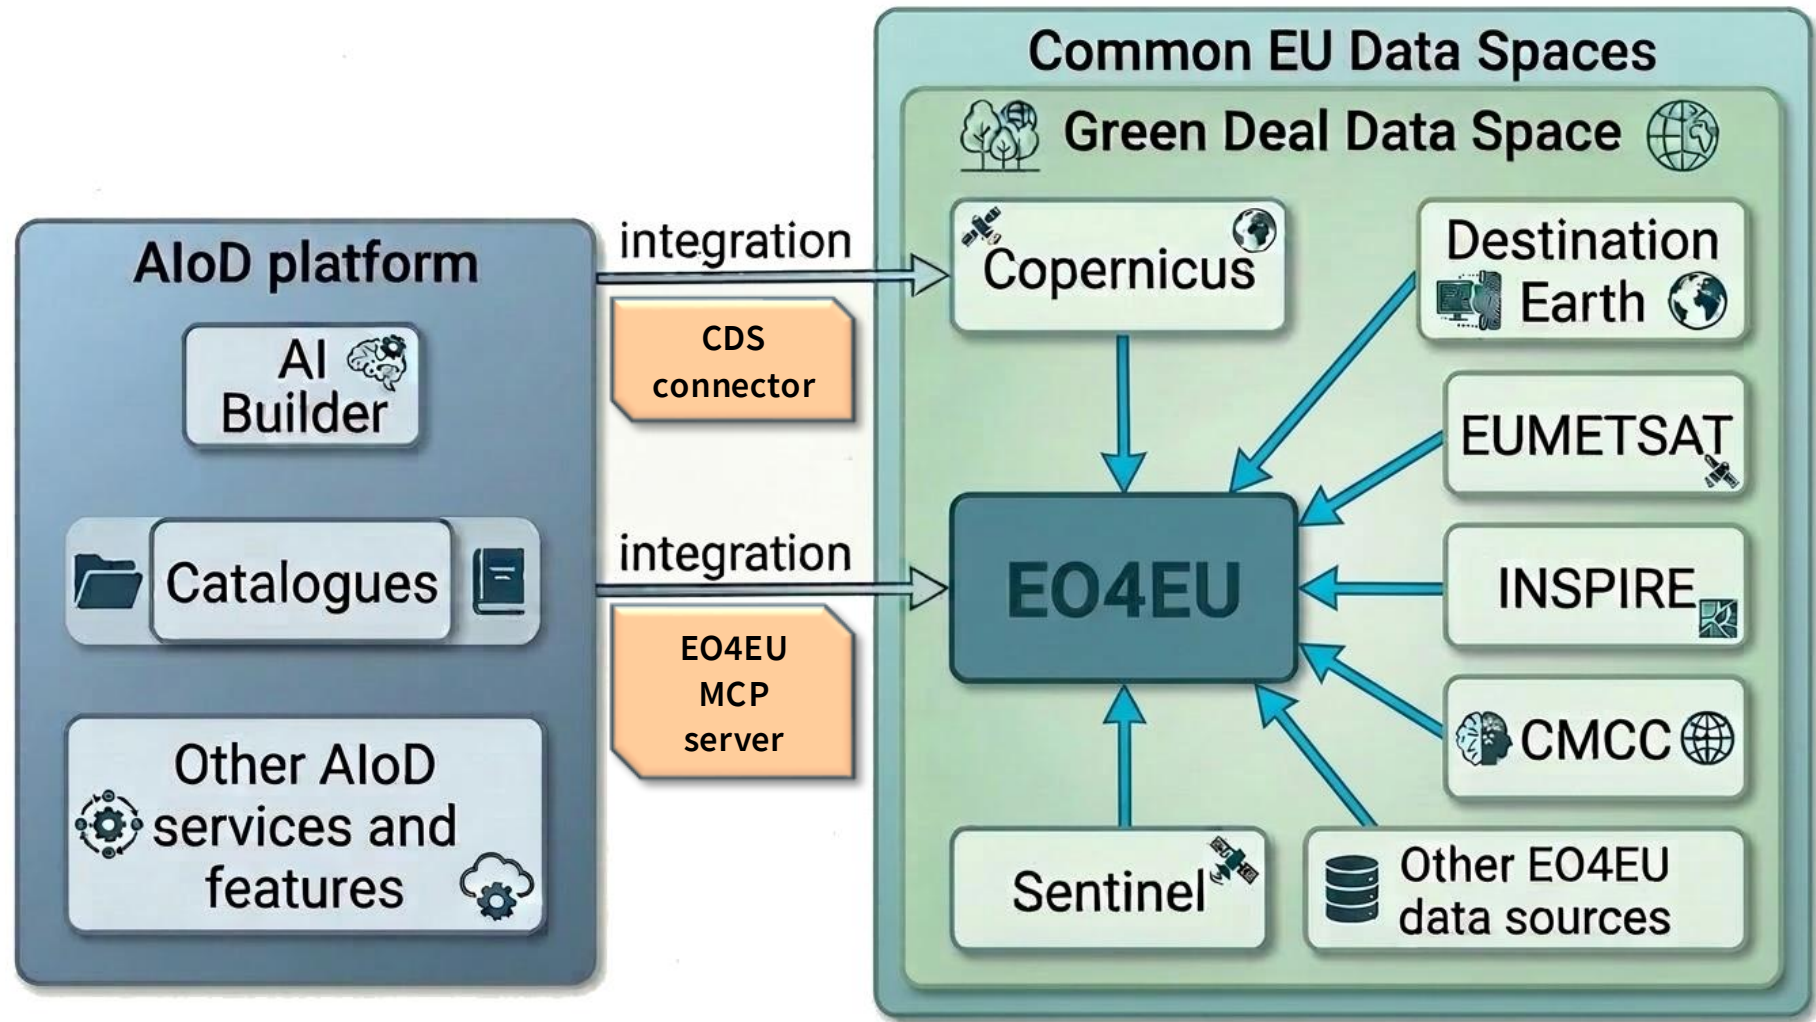 Common EU Data Spaces
Green Deal Data Space
AIoD platform
AI
Builder
Catalogues
Other AIoD
services and
features
integration
CDS
connector
integration
EO4EU
MCP
server
Copernicus
Destination
Earth
EUMETSAT
INSPIRE
CMCC
EO4EU
Sentinel
Other EO4EU
data sources